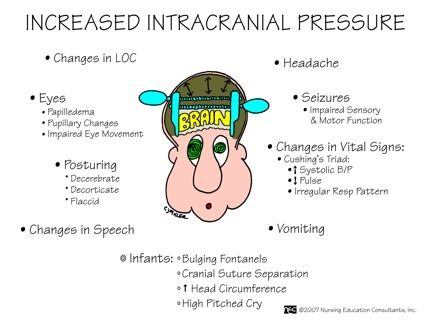 INCREASED INTRACRANIAL PRESSURE
• Changes in LOC
• Headache
• Eyes
• Papilledema
• Pupillary Changes
• Impaired Eye Movement
• Seizures
• Impaired Sensory
& Motor Function
BRAIN
• Changes in Vital Signs:
• Cushing's Triad:
•↑ Systolic B/P
•↓ Pulse
• Irregular Resp Pattern
• Posturing
• Decerebrate
• Decorticate
• Flaccid
• Changes in Speech
• Vomiting
◎ Infants: ∘Bulging Fontanels
∘Cranial Suture Separation
∘↑ Head Circumference
∘High Pitched Cry
©2007 Nursing Education Consultants, Inc.